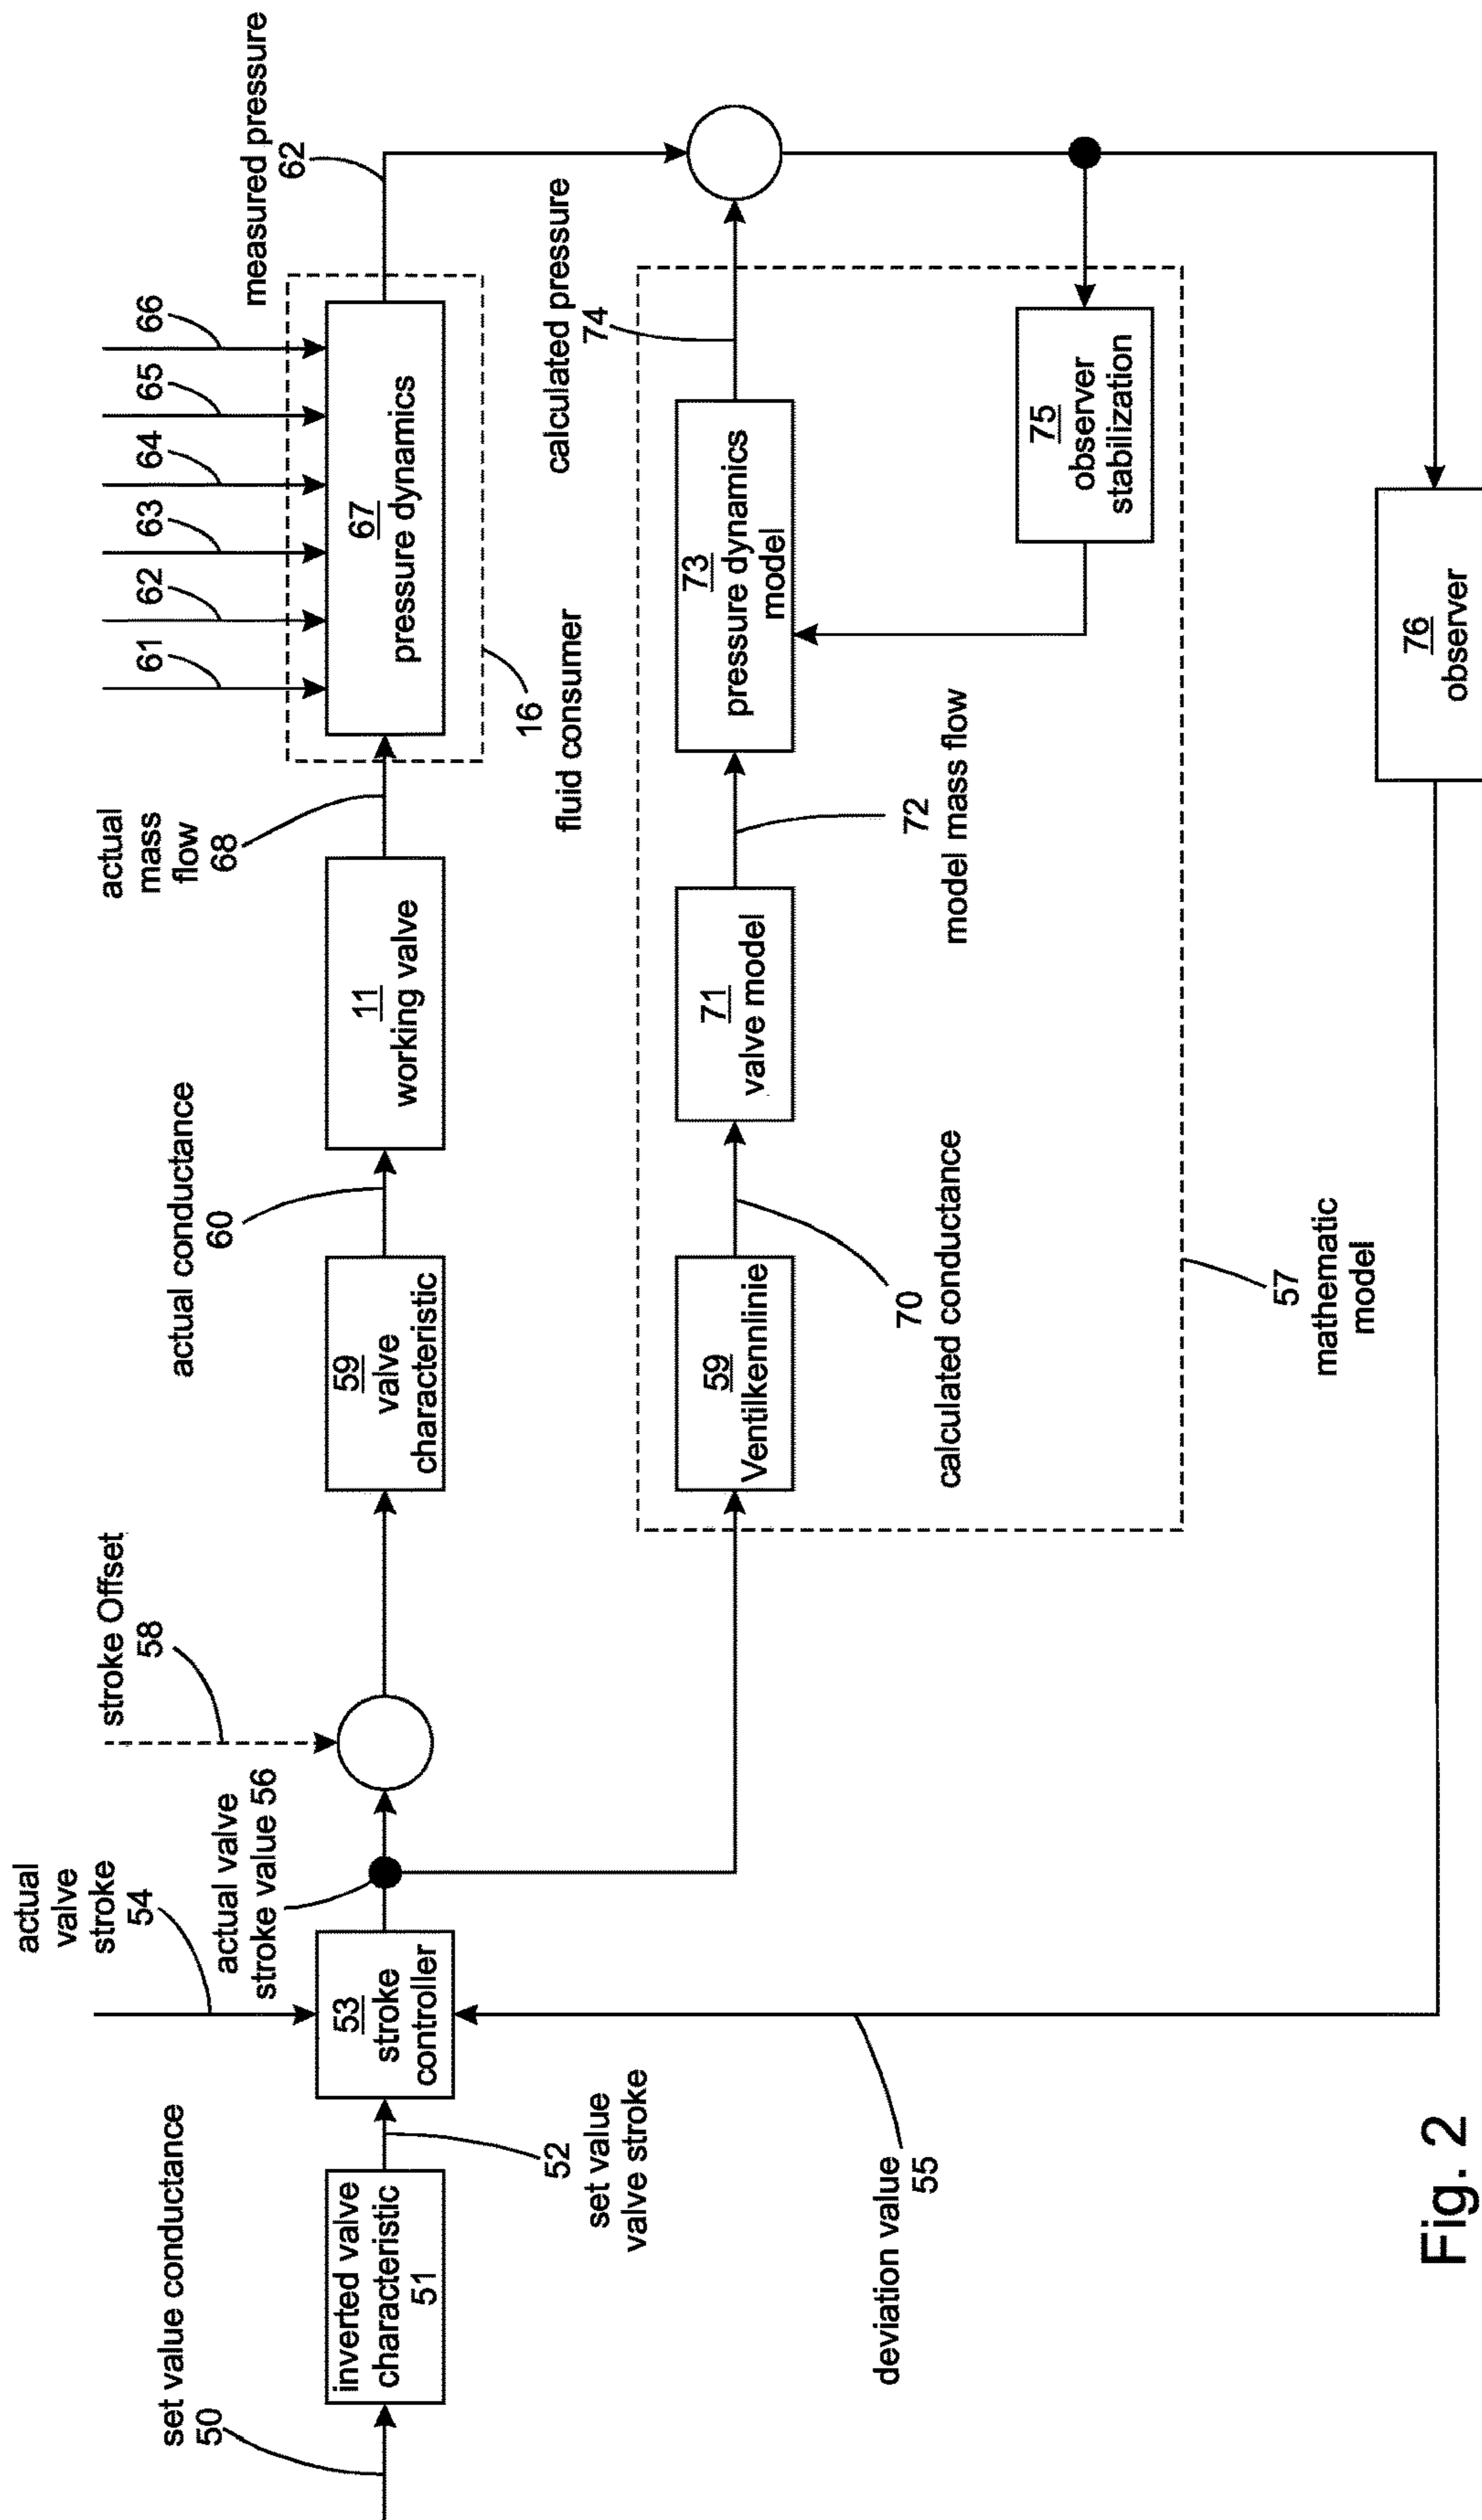 set value conductance
50
inverted valve
characteristic
51
52
set value
valve stroke
actual
valve
stroke
54
53
stroke
controller
actual valve
stroke value 56
deviation value
55
stroke Offset
58
59
valve
characteristic
actual conductance
60
11
working valve
actual
mass
flow
68
61
62
63
64
65
66
67
pressure dynamics
16
fluid consumer
measured pressure
62
59
Ventilkennlinie
70
calculated conductance
71
valve model
72
model mass flow
73
pressure dynamics
model
calculated pressure
74
75
observer
stabilization
57
mathematic
model
76
observer
Fig. 2